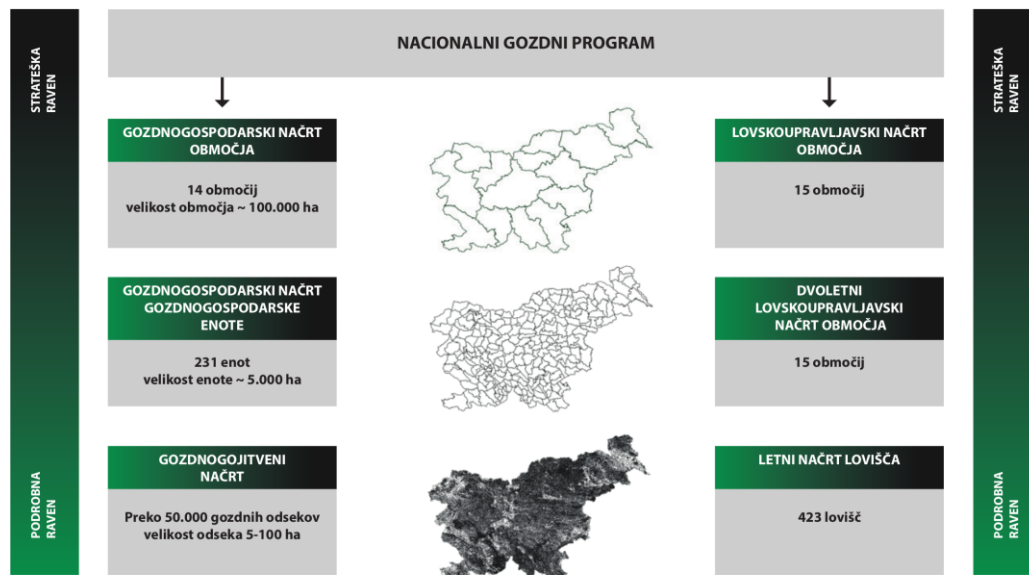 NACIONALNI GOZDNI PROGRAM
STRATEŠKA
RAVEN
GOZDNOGOSPODARSKI NAČRT
OBMOČJA
14 območij
velikost območja ~ 100.000 ha
LOVSKOUPRAVLJAVSKI NAČRT
OBMOČJA
15 območij
STRATEŠKA
RAVEN
GOZDNOGOSPODARSKI NAČRT
GOZDNOGOSPODARSKE
ENOTE
231 enot
velikost enote ~ 5.000 ha
DVOLETNI
LOVSKOUPRAVLJAVSKI
NAČRT OBMOČJA
15 območij
PODROBNA
RAVEN
GOZDNOGOJITVENI
NAČRT
Preko 50.000 gozdnih odsekov
velikost odseka 5-100 ha
LETNI NAČRT LOVIŠČA
423 lovišč
PODROBNA
RAVEN